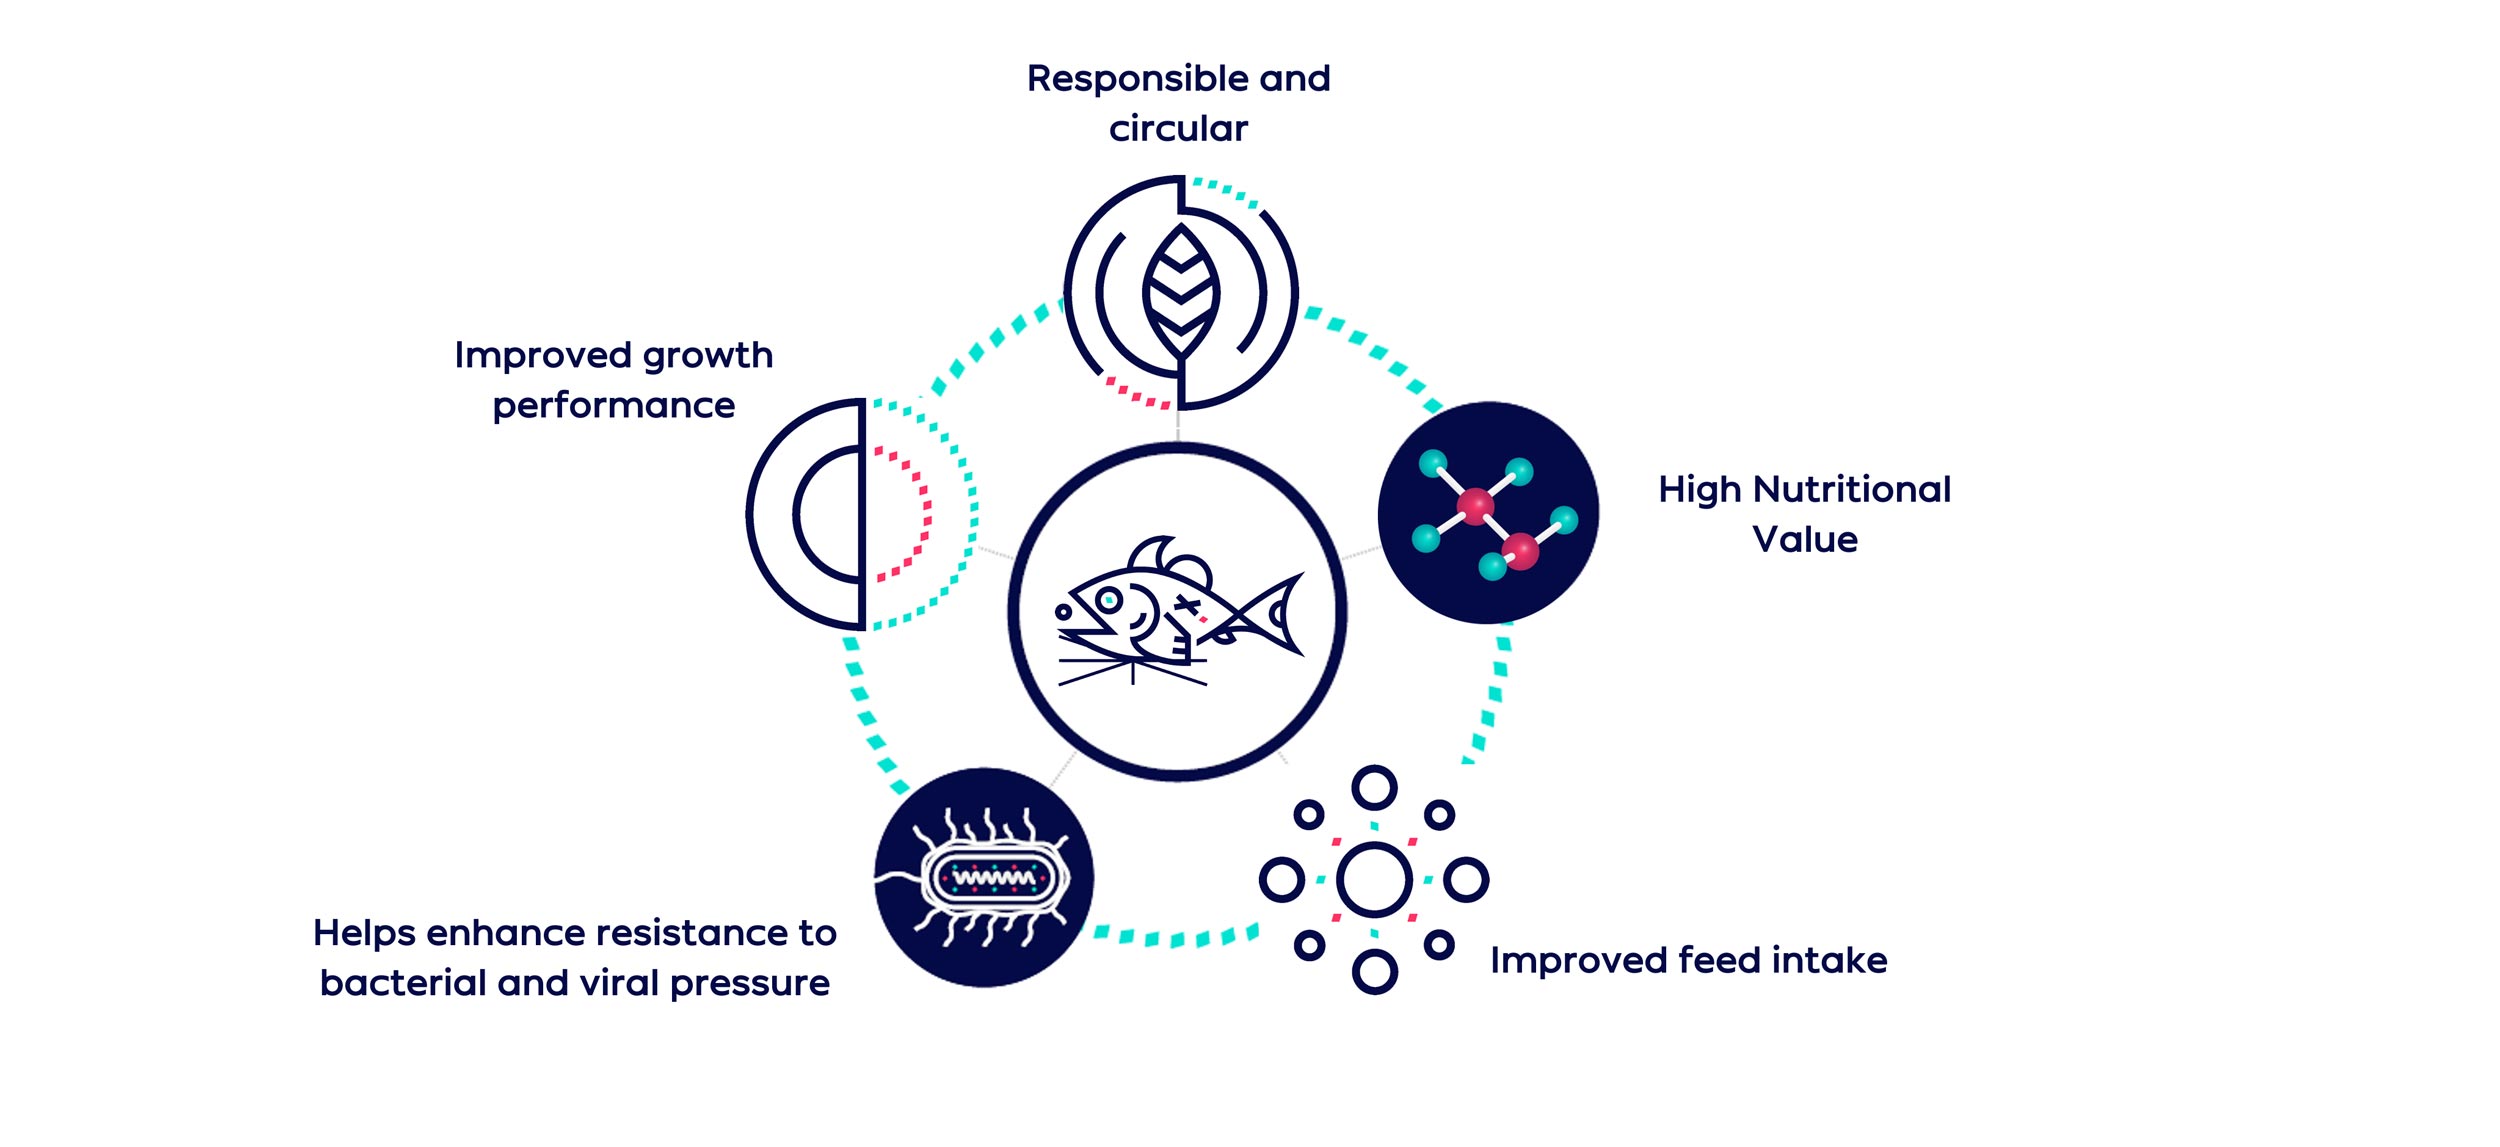 Responsible and
circular
Improved growth
performance
High Nutritional
Value
Helps enhance resistance to
bacterial and viral pressure
Improved feed intake